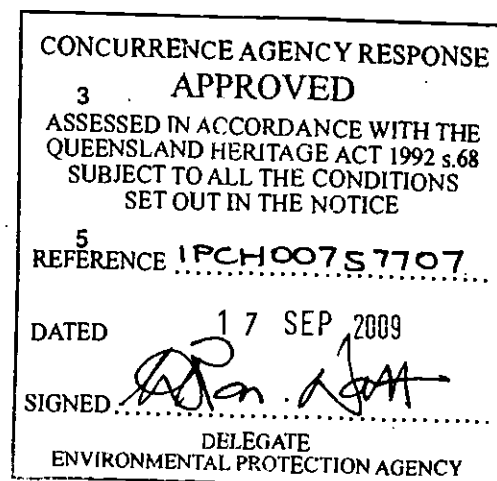 CONCURRENCE AGENCY RESPONSE
APPROVED
3
ASSESSED IN ACCORDANCE WITH THE
QUEENSLAND HERITAGE ACT 1992 s.68
SUBJECT TO ALL THE CONDITIONS
SET OUT IN THE NOTICE
5
REFERENCE IPCH00757707
DATED 17 SEP 2009
SIGNED
DELEGATE
ENVIRONMENTAL PROTECTION AGENCY